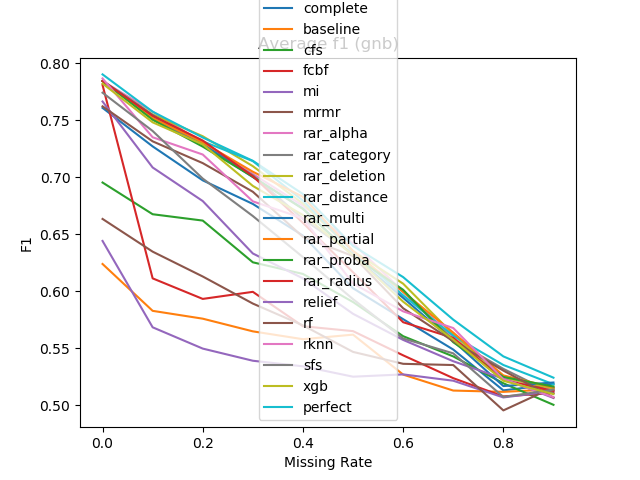 Average f1 (gnb)
complete
baseline
cfs
fcbf
mi
mrmr
rar_alpha
rar_category
rar_deletion
rar_distance
rar_multi
rar_partial
rar_proba
rar_radius
relief
rf
rknn
sfs
xgb
perfect
0.80
0.75
0.70
0.65
0.60
0.55
0.50
F1
0.0 0.2 0.4 0.6 0.8
Missing Rate